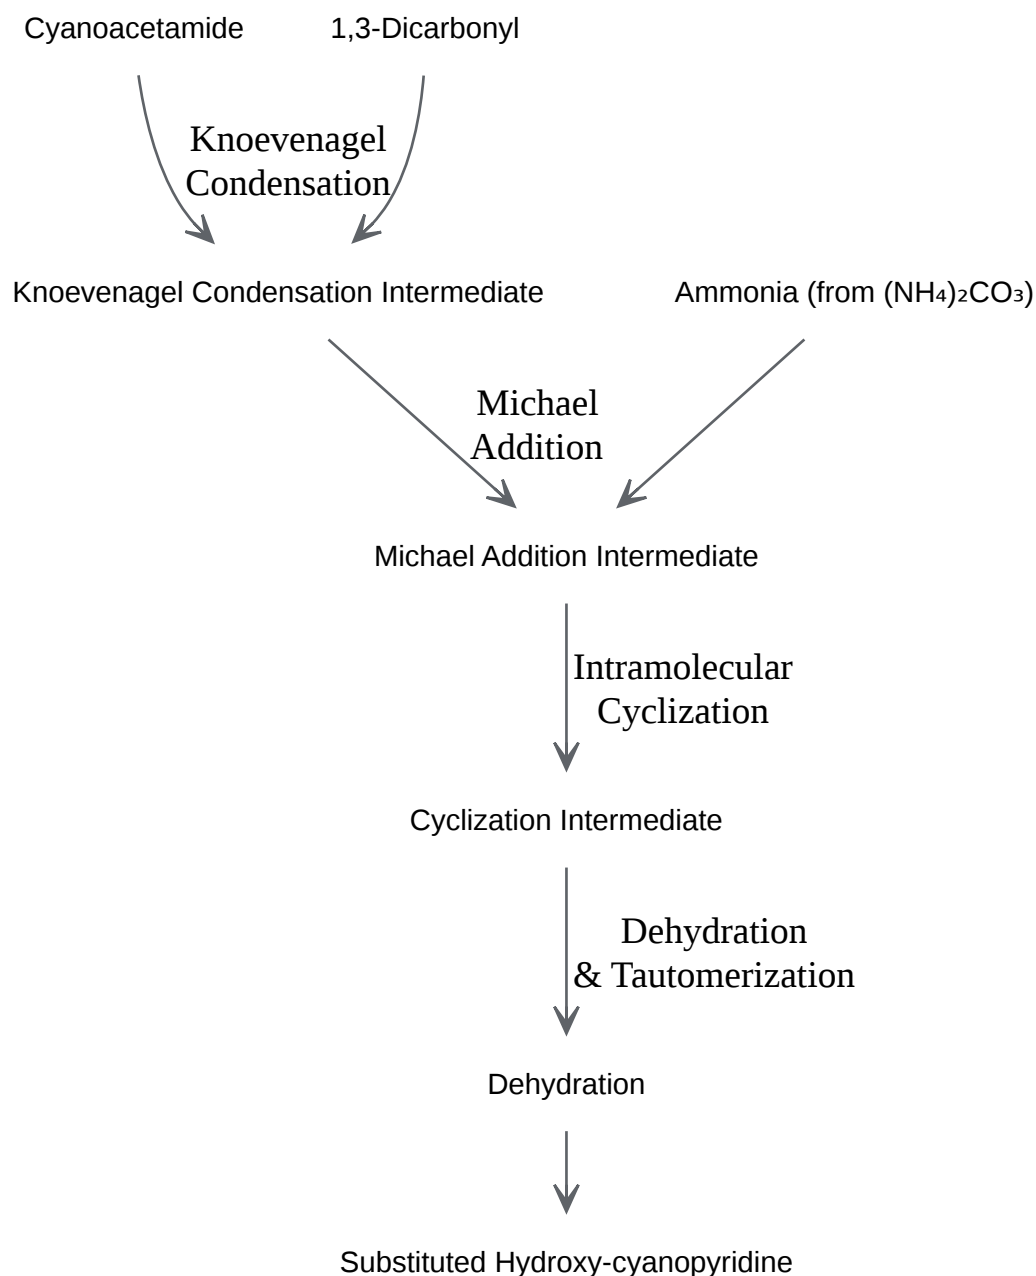 Cyanoacetamide
1,3-Dicarbonyl
Knoevenagel
Condensation
Knoevenagel Condensation Intermediate
Ammonia (from (NH₄)₂CO₃)
Michael
Addition
Michael Addition Intermediate
Intramolecular
Cyclization
Cyclization Intermediate
Dehydration
& Tautomerization
Dehydration
Substituted Hydroxy-cyanopyridine